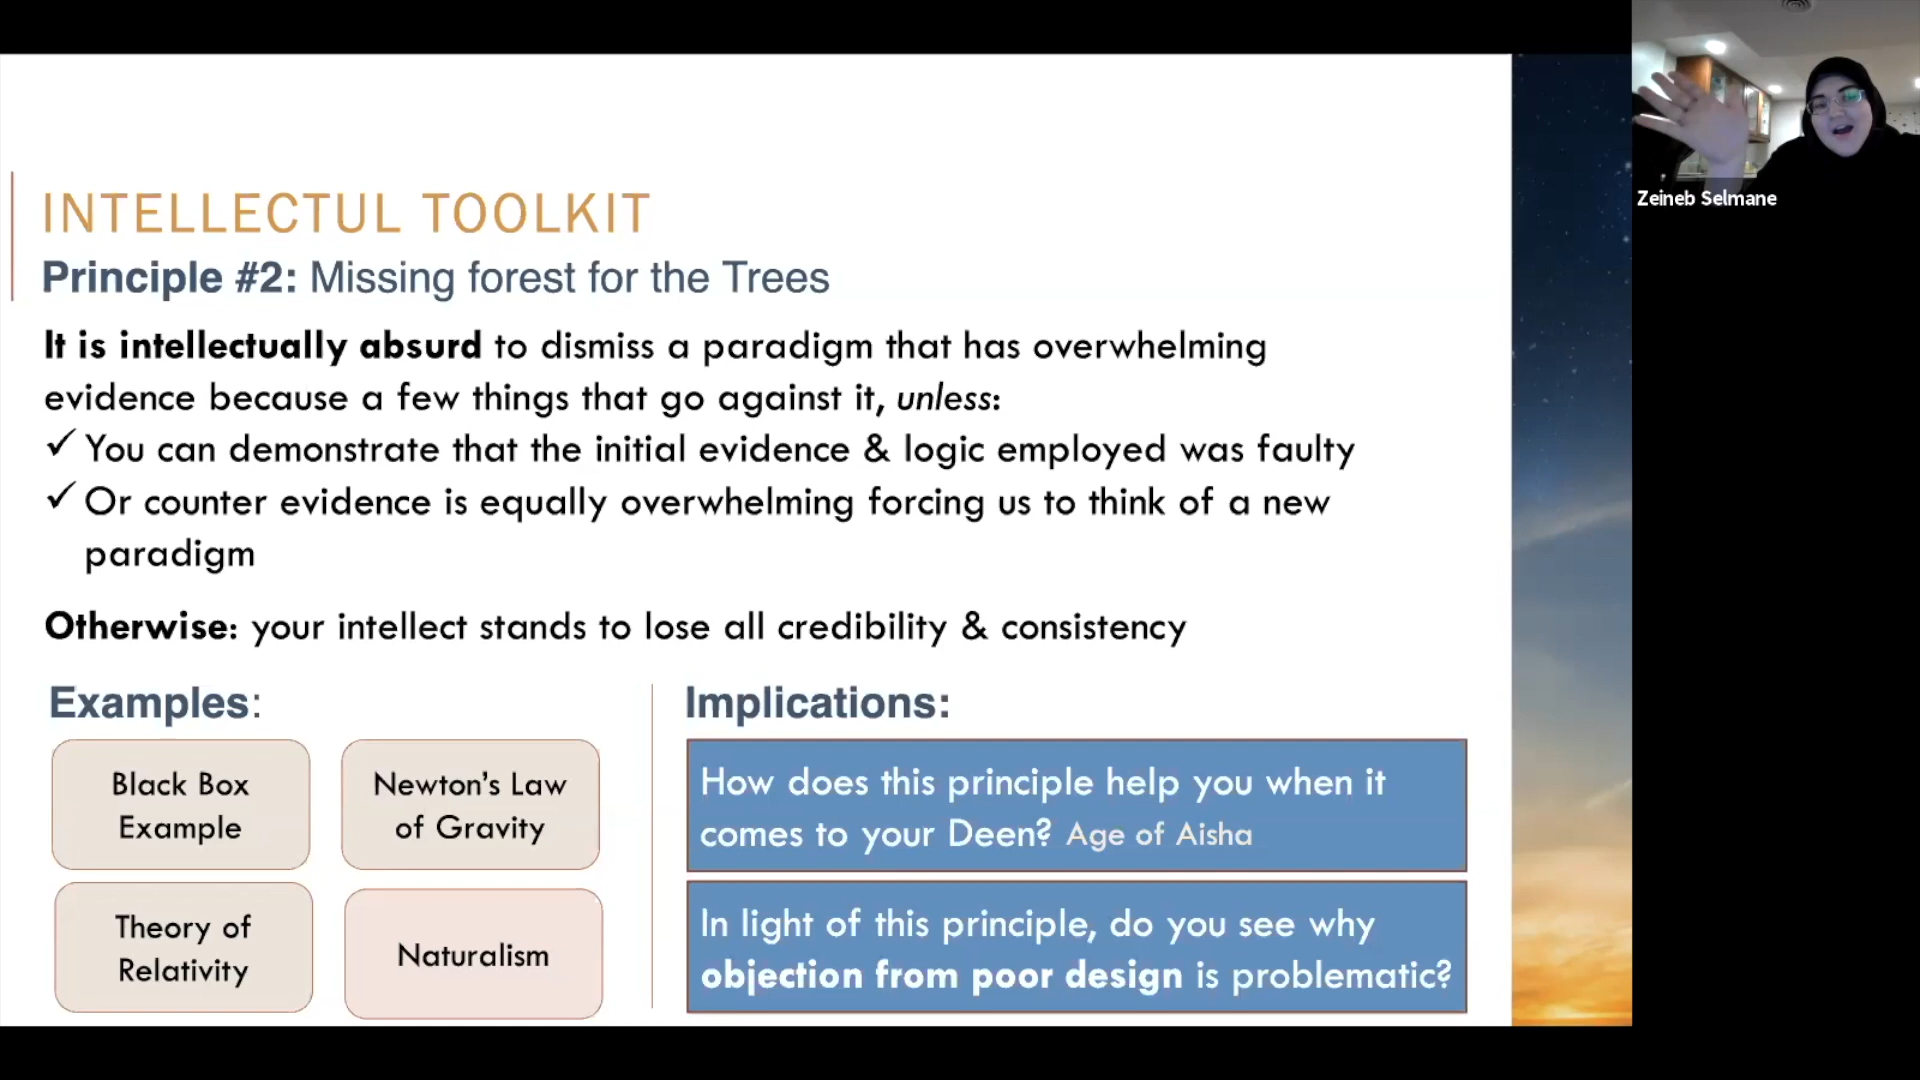 INTELLECTUL TOOLKIT
Principle #2: Missing forest for the Trees
It is intellectually absurd to dismiss a paradigm that has overwhelming
evidence because a few things that go against it, unless:
✓ You can demonstrate that the initial evidence & logic employed was faulty
✓ Or counter evidence is equally overwhelming forcing us to think of a new
paradigm
Otherwise: your intellect stands to lose all credibility & consistency
Examples:
Black Box
Example
Newton's Law
of Gravity
Theory of
Relativity
Naturalism
Implications:
How does this principle help you when it
comes to your Deen? Age of Aisha
In light of this principle, do you see why
objection from poor design is problematic?
Zeineb Selmane